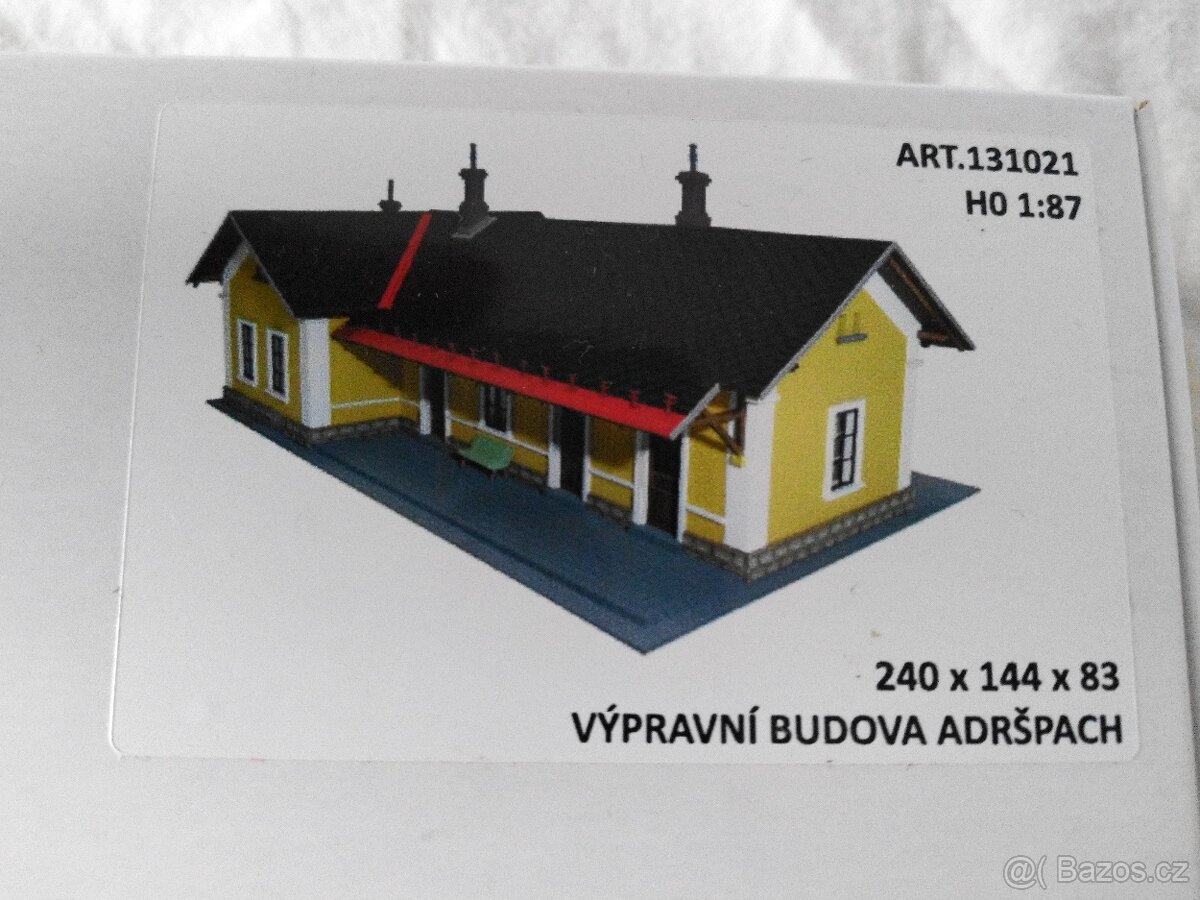 ART.131021
H0 1:87
240 x 144 x 83
VÝPRAVNÍ BUDOVA ADRŠPACH
@( Bazos.cz